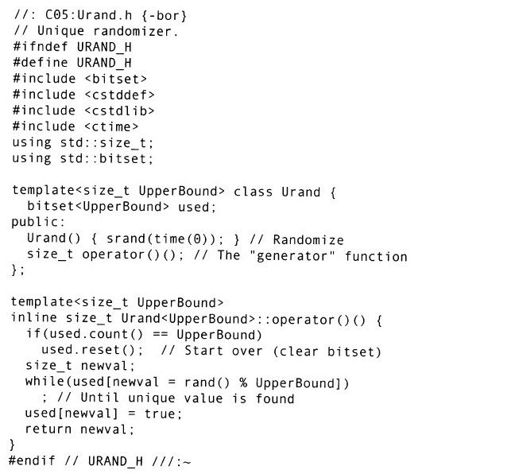 //: C05:Urand.h {-bor}
// Unique randomizer.
#ifndef URAND_H
#define URAND_H
#include <bitset>
#include <cstddef>
#include <cstdlib>
#include <ctime>
using std::size_t;
using std::bitset;

template<size_t UpperBound> class Urand {
  bitset<UpperBound> used;
public:
  Urand() { srand(time(0)); } // Randomize
  size_t operator()(); // The "generator" function
};

template<size_t UpperBound>
inline size_t Urand<UpperBound>::operator()() {
  if(used.count() == UpperBound)
    used.reset();  // Start over (clear bitset)
  size_t newval;
  while(used[newval = rand() % UpperBound])
    ; // Until unique value is found
  used[newval] = true;
  return newval;
}
#endif // URAND_H ///:~